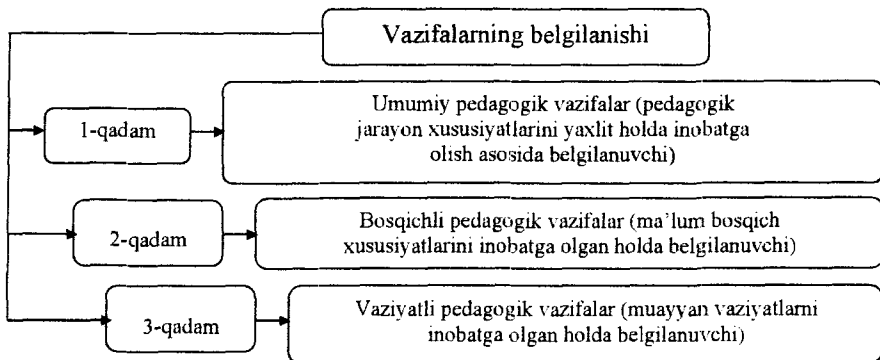 Vazifalarning belgilanishi
1-qadam
Umumiy pedagogik vazifalar (pedagogik
jarayon xususiyatlarini yaxlit holda inobatga
olish asosida belgilanuvchi)
2-qadam
Bosqichli pedagogik vazifalar (ma’lum bosqich
xususiyatlarini inobatga olgan holda belgilanuvchi)
3-qadam
Vaziyatli pedagogik vazifalar (muayyan vaziyatlarni
inobatga olgan holda belgilanuvchi)